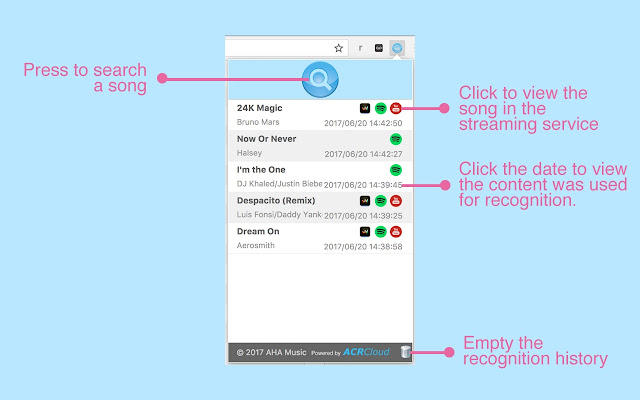 r
Press to search
a song
24K Magic
Bruno Mars
2017/06/20 14:42:50
Now Or Never
Halsey
2017/06/20 14:42:27
I'm the One
DJ Khaled/Justin Biebe
2017/06/20 14:39:45
Despacito (Remix)
Luis Fonsi/Daddy Yank
2017/06/20 14:39:25
Dream On
Aerosmith
2017/06/20 14:38:58
Click to view the
song in the
streaming service
Click the date to view
the content was used
for recognition.
© 2017 AHA Music Powered by ACRCloud
Empty the
recognition history